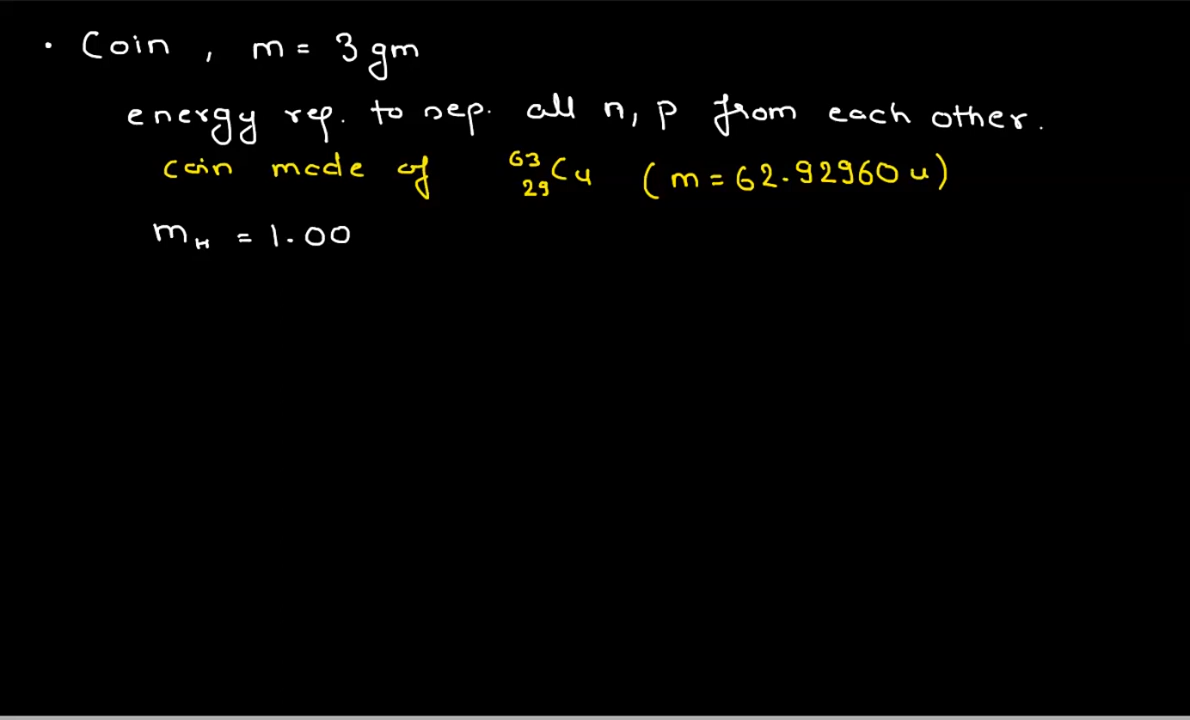 • Coin, m = 3 gm
energy req. to sep. all n, p from each other.
coin made of ⁶³₂₉Cu (m = 62.92960 u)
mH = 1.00